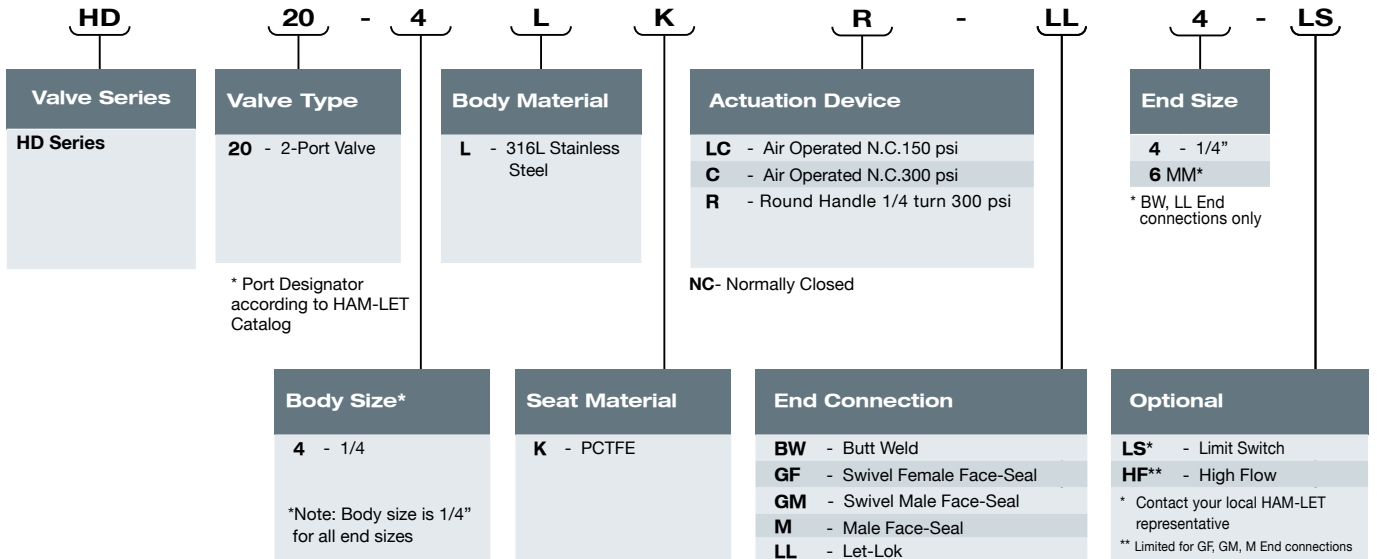 HD 20 - 4 L K R - LL 4 - LS
Valve Series
HD Series
Valve Type
20 - 2-Port Valve
* Port Designator
according to HAM-LET
Catalog
Body Material
L - 316L Stainless
Steel
Actuation Device
LC - Air Operated N.C.150 psi
C - Air Operated N.C.300 psi
R - Round Handle 1/4 turn 300 psi
NC- Normally Closed
End Size
4 - 1/4”
6 MM*
* BW, LL End
connections only
Body Size*
4 - 1/4
*Note: Body size is 1/4”
for all end sizes
Seat Material
K - PCTFE
End Connection
BW - Butt Weld
GF - Swivel Female Face-Seal
GM - Swivel Male Face-Seal
M - Male Face-Seal
LL - Let-Lok
Optional
LS* - Limit Switch
HF** - High Flow
* Contact your local HAM-LET
representative
** Limited for GF, GM, M End connections